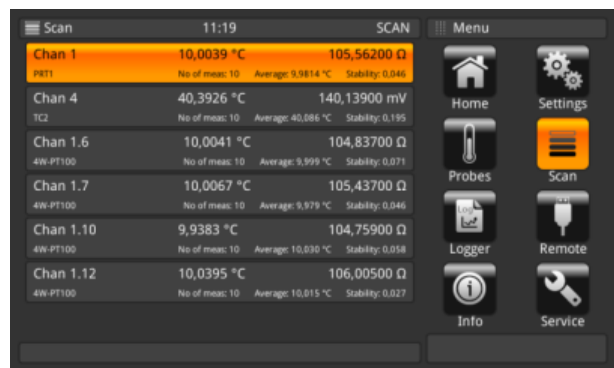 Scan 11:19 SCAN
Chan 1 10,0039 °C 105,56200 Ω
PRT1 No of meas: 10 Average: 9,9814 °C Stability: 0,046
Chan 4 40,3926 °C 140,13900 mV
TC2 No of meas: 10 Average: 40,086 °C Stability: 0,195
Chan 1.6 10,0041 °C 104,83700 Ω
4W-PT100 No of meas: 10 Average: 9,999 °C Stability: 0,071
Chan 1.7 10,0067 °C 105,43700 Ω
4W-PT100 No of meas: 10 Average: 9,979 °C Stability: 0,046
Chan 1.10 9,9383 °C 104,75900 Ω
4W-PT100 No of meas: 10 Average: 10,030 °C Stability: 0,058
Chan 1.12 10,0395 °C 106,00500 Ω
4W-PT100 No of meas: 10 Average: 10,015 °C Stability: 0,027
Menu
Home Settings
Probes Scan
Log
Logger Remote
Info Service